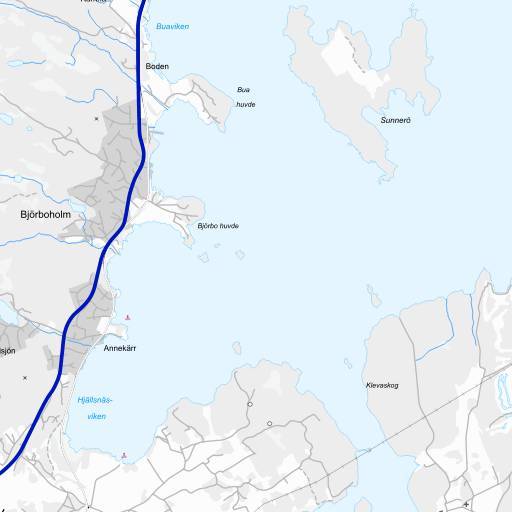 Buaviken
Boden
Bua
huvde
Sunnerö
Björboholm
Björbo huvde
Annekärr
sjön
Klevaskog
Hjällsnäs-
viken